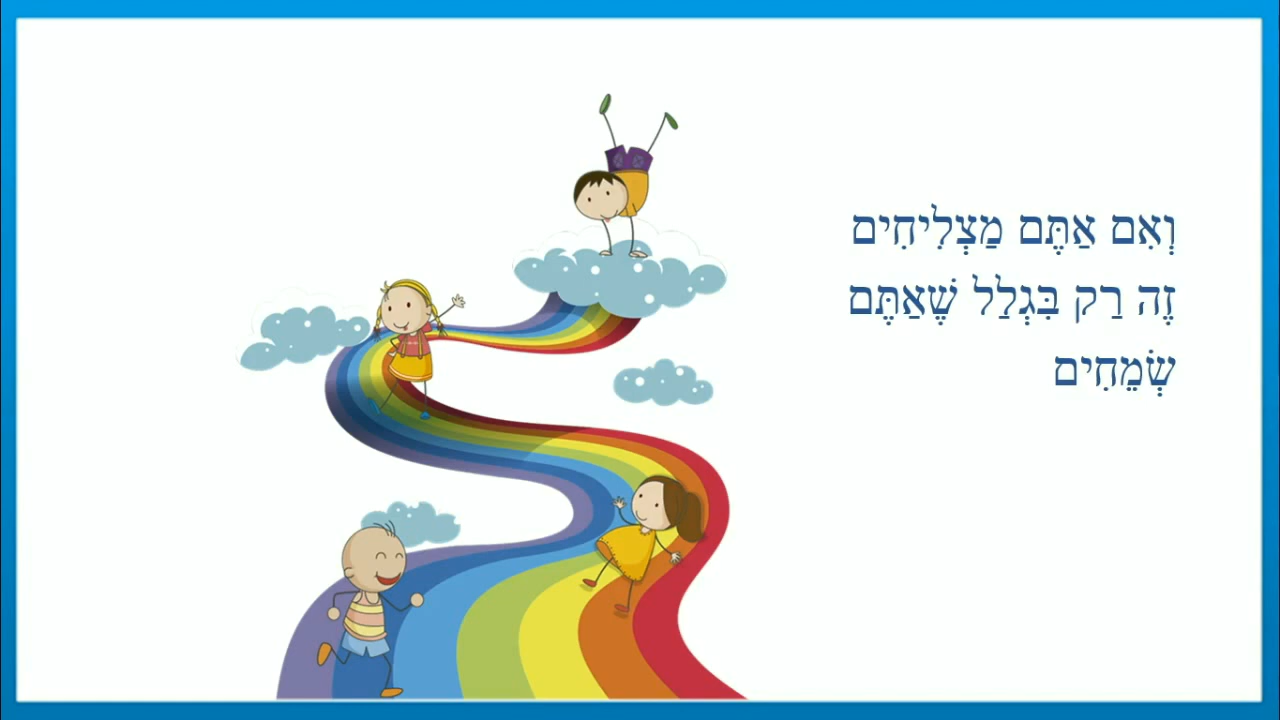 וְאִם אַתֶּם מַצְלִיחִים
זֶה רַק בִּגְלַל שֶׁאַתֶּם
שְׂמֵחִים